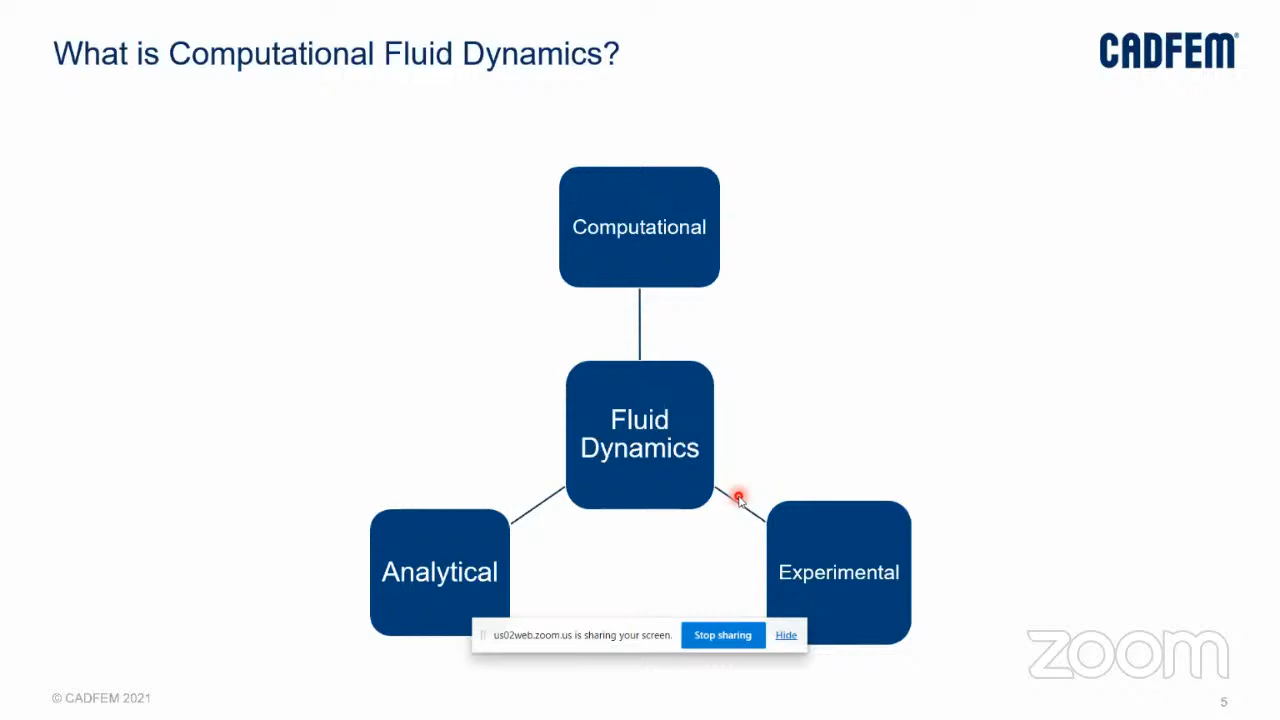 What is Computational Fluid Dynamics?
CADFEM®
Computational
Fluid
Dynamics
Analytical
Experimental
us02web.zoom.us is sharing your screen.
Stop sharing
Hide
zoom
© CADFEM 2021
5